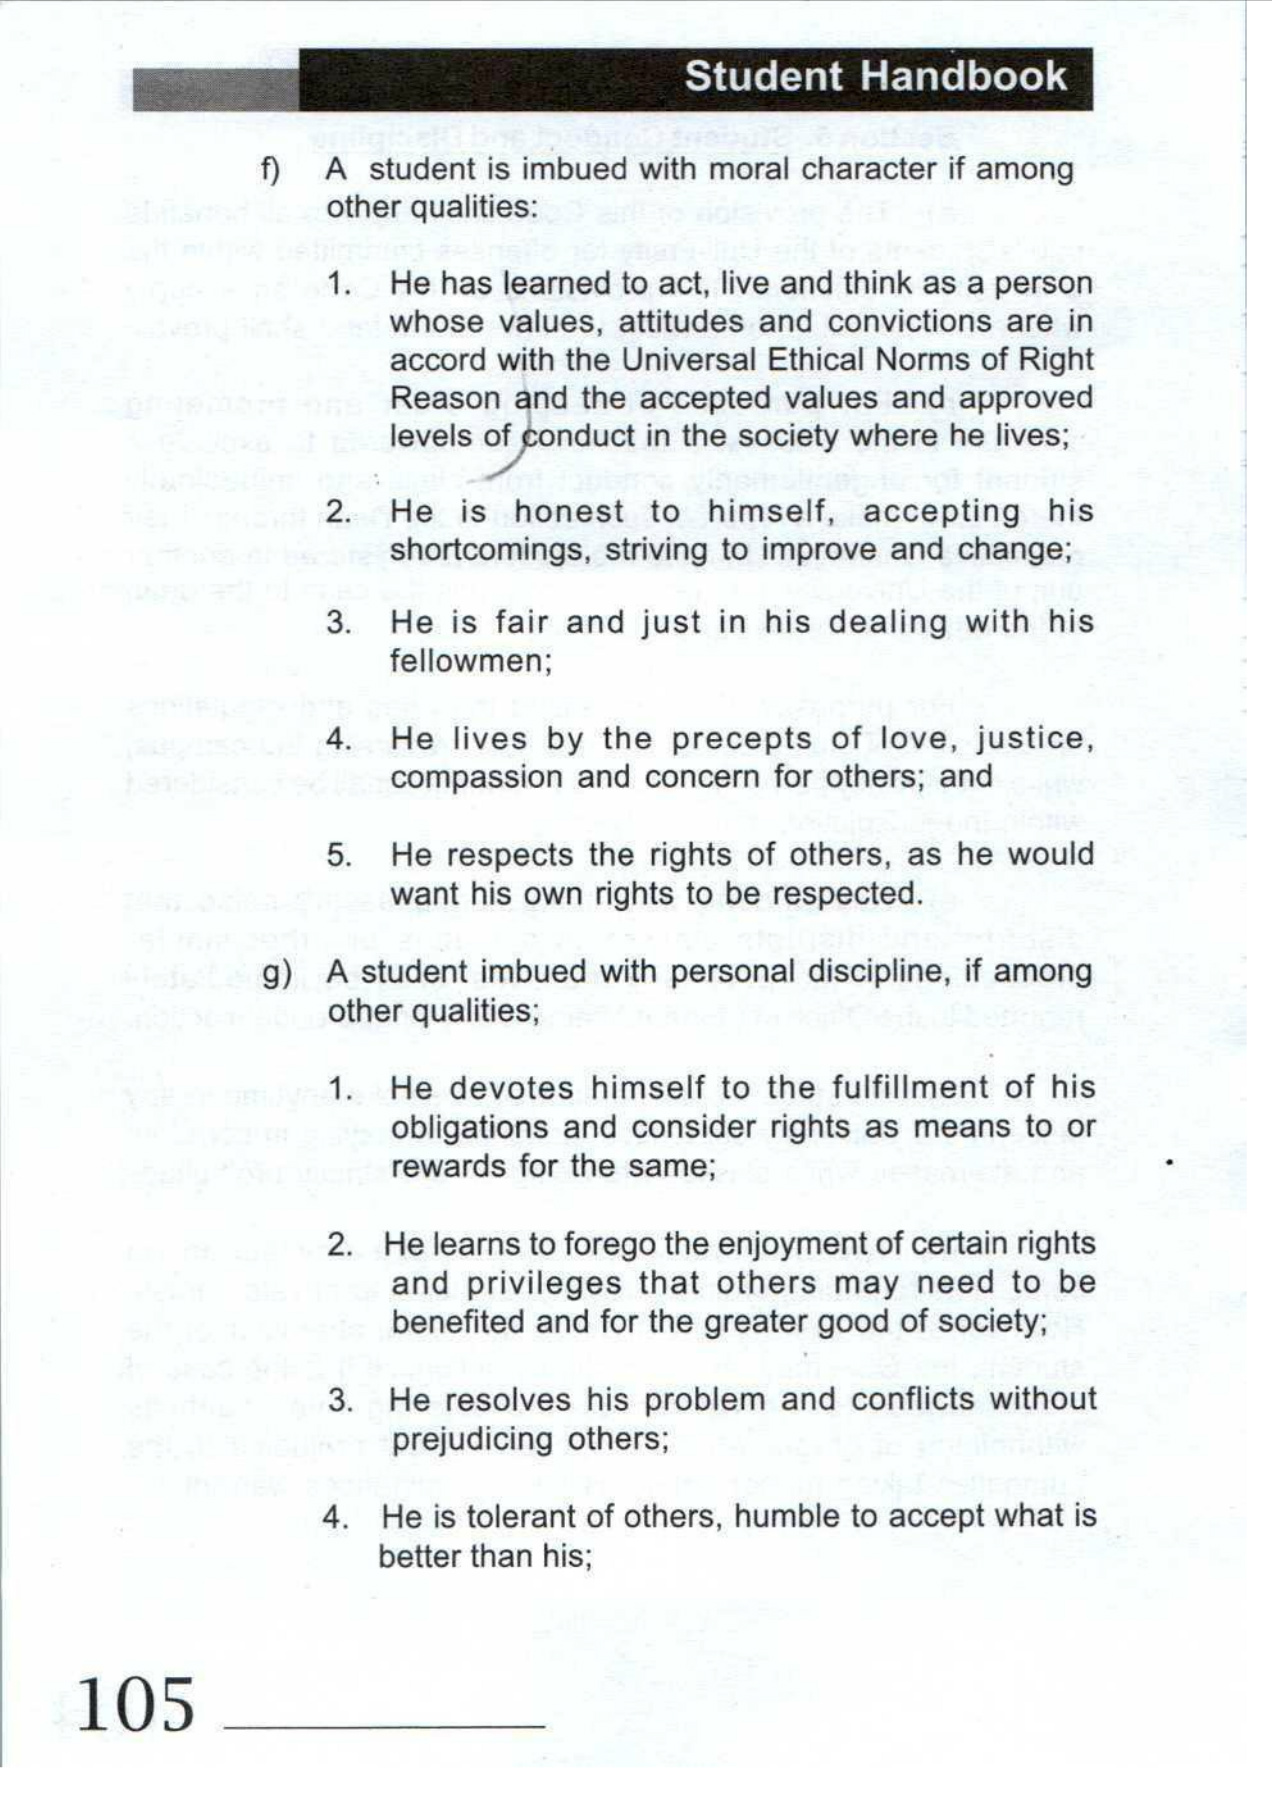 Student Handbook
f) A student is imbued with moral character if among
other qualities:
1. He has learned to act, live and think as a person
whose values, attitudes and convictions are in
accord with the Universal Ethical Norms of Right
Reason and the accepted values and approved
levels of conduct in the society where he lives;
2. He is honest to himself, accepting his
shortcomings, striving to improve and change;
3. He is fair and just in his dealing with his
fellowmen;
4. He lives by the precepts of love, justice,
compassion and concern for others; and
5. He respects the rights of others, as he would
want his own rights to be respected.
g) A student imbued with personal discipline, if among
other qualities;
1. He devotes himself to the fulfillment of his
obligations and consider rights as means to or
rewards for the same;
2. He learns to forego the enjoyment of certain rights
and privileges that others may need to be
benefited and for the greater good of society;
3. He resolves his problem and conflicts without
prejudicing others;
4. He is tolerant of others, humble to accept what is
better than his;
105